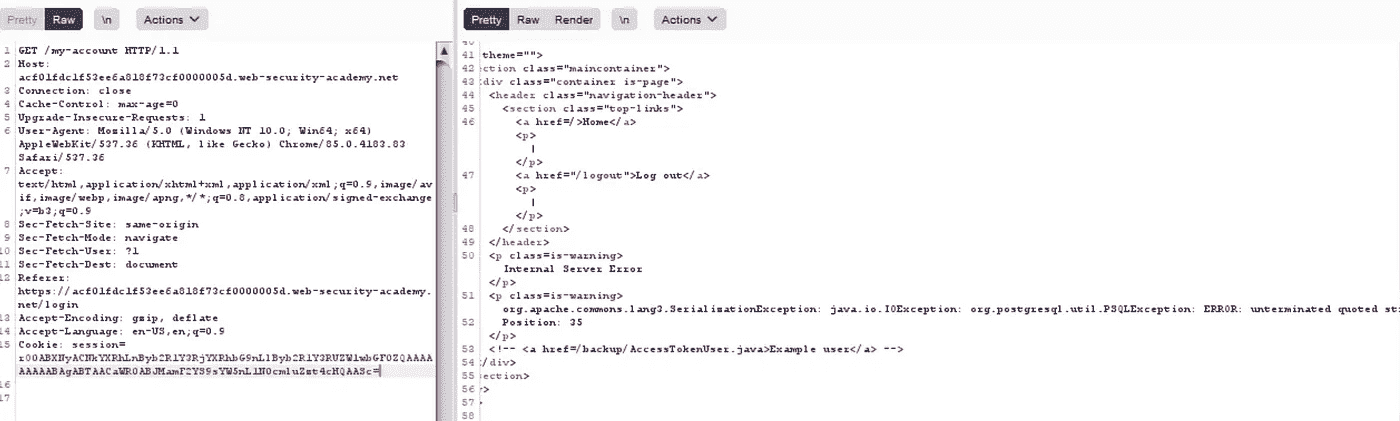 Pretty Raw \n Actions
1 GET /my-account HTTP/1.1
2 Host:
acf01fdc1f53ee6a818f73cf0000005d.web-security-academy.net
3 Connection: close
4 Cache-Control: max-age=0
5 Upgrade-Insecure-Requests: 1
6 User-Agent: Mozilla/5.0 (Windows NT 10.0; Win64; x64)
AppleWebKit/537.36 (KHTML, like Gecko) Chrome/85.0.4183.83
Safari/537.36
7 Accept:
text/html,application/xhtml+xml,application/xml;q=0.9,image/av
if,image/webp,image/apng,*/*;q=0.8,application/signed-exchange
;v=b3;q=0.9
8 Sec-Fetch-Site: same-origin
9 Sec-Fetch-Mode: navigate
10 Sec-Fetch-User: ?1
11 Sec-Fetch-Dest: document
12 Referer:
https://acf01fdc1f53ee6a818f73cf0000005d.web-security-academy.
net/login
13 Accept-Encoding: gzip, deflate
14 Accept-Language: en-US,en;q=0.9
15 Cookie: session=
16
17
Pretty Raw Render \n Actions
40
41 theme="">
42 ction class="maincontainer">
43 div class="container is-page">
44 <header class="navigation-header">
45 <section class="top-links">
46 <a href=/>Home</a>
<p>
|
</p>
47 <a href="/logout">Log out</a>
<p>
|
</p>
48 </section>
49 </header>
50 <p class=is-warning>
Internal Server Error
</p>
51 <p class=is-warning>
org.apache.commons.lang3.SerializationException: java.io.IOException: org.postgresql.util.PSQLException: ERROR: unterminated quoted st
52 Position: 35
</p>
53 <!-- <a href=/backup/AccessTokenUser.java>Example user</a> -->
54 /div>
55 ection>
56 >
57
58